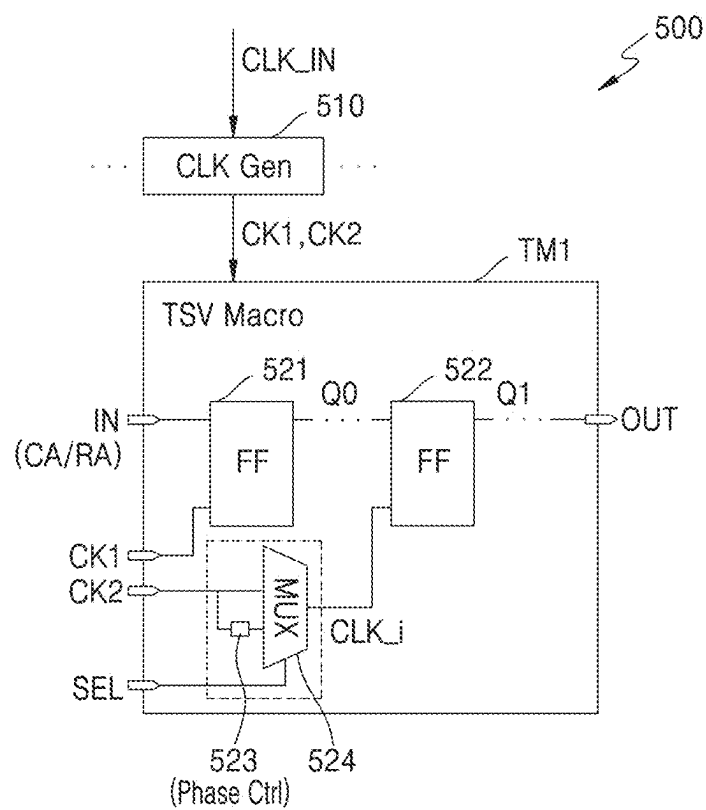 500
CLK_IN
510
CLK Gen
CK1,CK2
TM1
TSV Macro
521
522
Q0
Q1
IN
(CA/RA)
FF
FF
OUT
CK1
CK2
MUX
CLK_i
SEL
523
(Phase Ctrl)
524